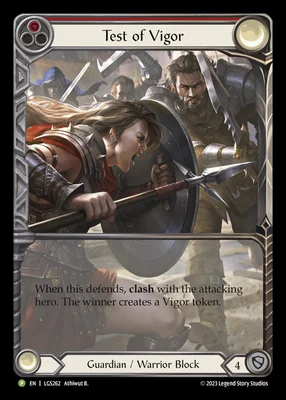 Test of Vigor
When this defends, clash with the attacking
hero. The winner creates a Vigor token.
Guardian / Warrior Block
4
P EN | LGS262 Athiwut B.
© 2023 Legend Story Studios